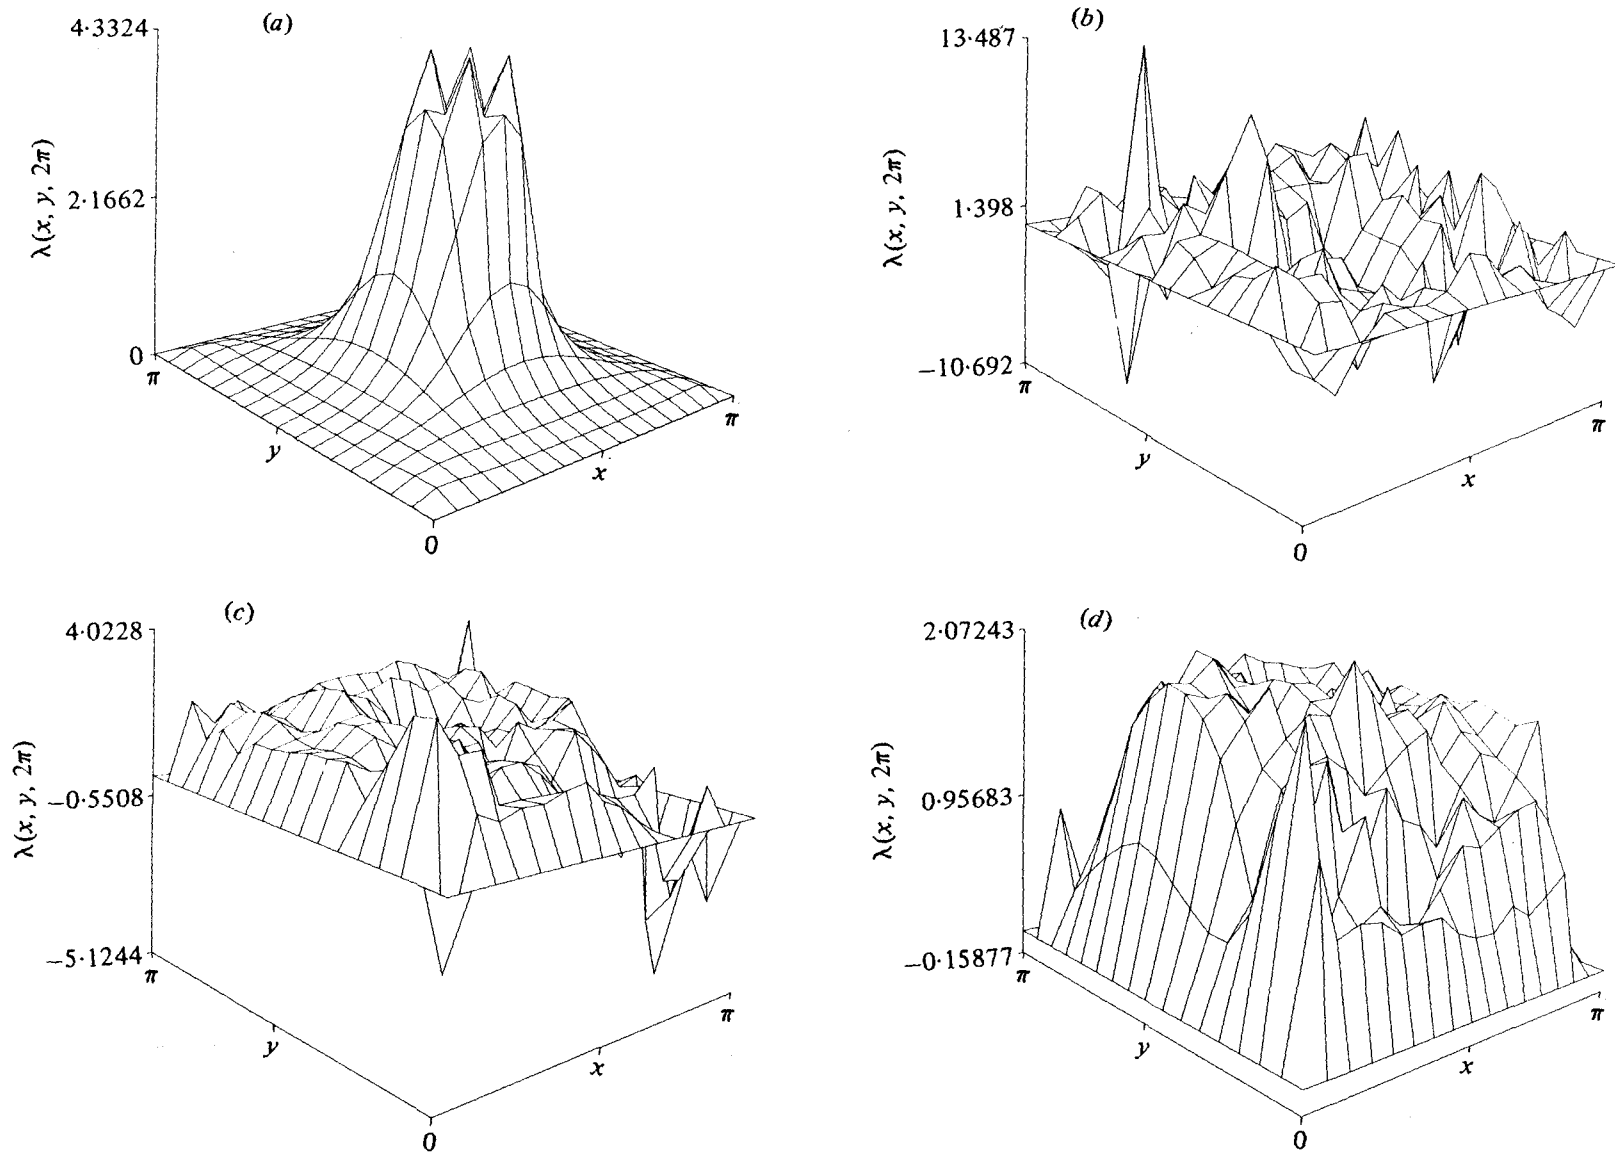 (a)
4·3324
2·1662
0
λ(x, y, 2π)
π
y
0
x
π
(b)
13·487
1·398
−10·692
λ(x, y, 2π)
π
y
0
x
π
(c)
4·0228
−0·5508
−5·1244
λ(x, y, 2π)
π
y
0
x
π
(d)
2·07243
0·95683
−0·15877
λ(x, y, 2π)
π
y
0
x
π